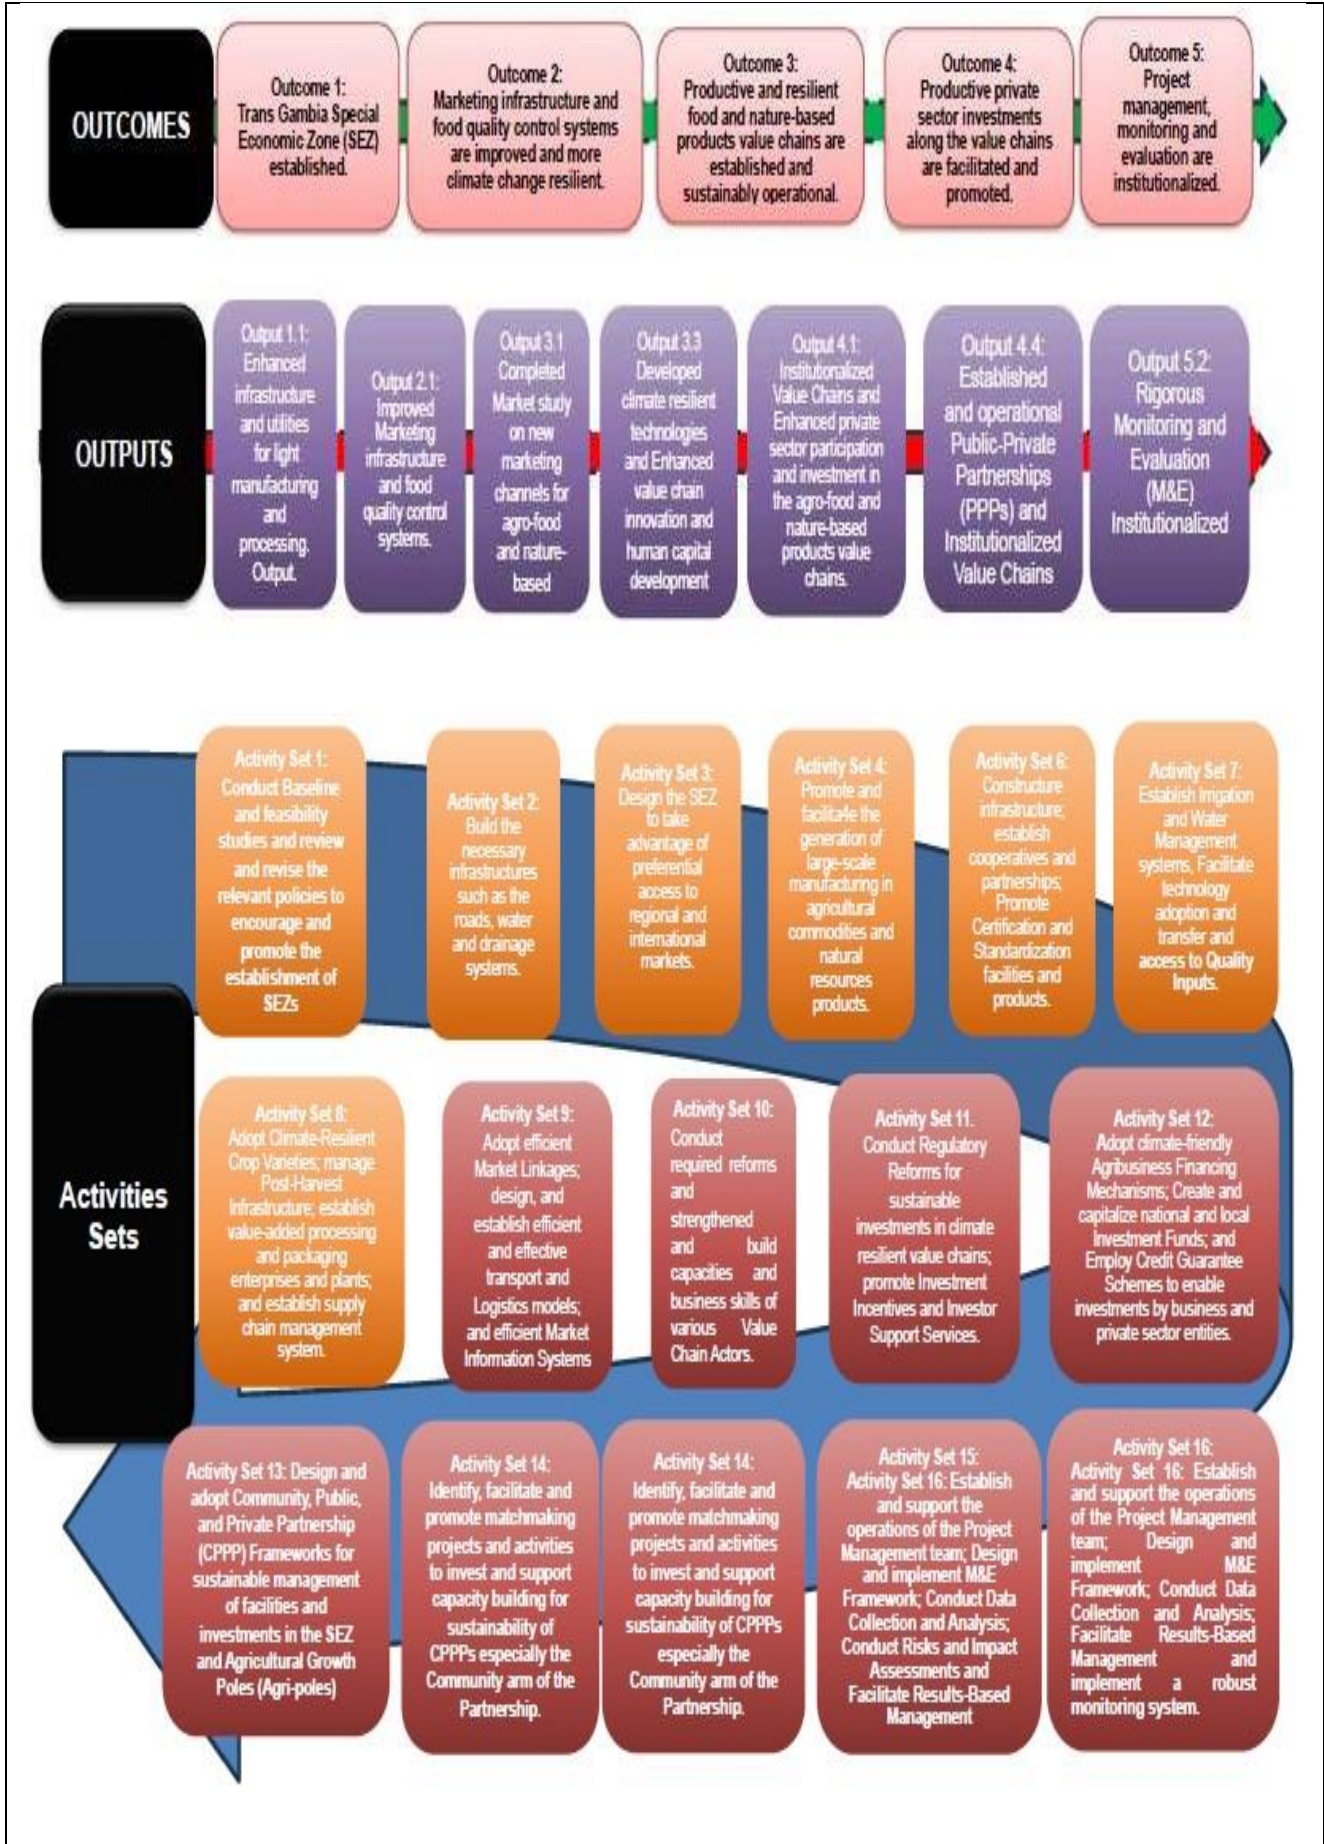 OUTCOMES
Outcome 1:
Trans Gambia Special
Economic Zone (SEZ)
established.
Outcome 2:
Marketing infrastructure and
food quality control systems
are improved and more
climate change resilient.
Outcome 3:
Productive and resilient
food and nature-based
products value chains are
established and
sustainably operational.
Outcome 4:
Productive private
sector investments
along the value chains
are facilitated and
promoted.
Outcome 5:
Project
management,
monitoring and
evaluation are
institutionalized.
OUTPUTS
Output 1.1:
Enhanced
infrastructure
and utilities
for light
manufacturing
and
processing.
Output.
Output 2.1:
Improved
Marketing
infrastructure
and food
quality control
systems.
Output 3.1
Completed
Market study
on new
marketing
channels for
agro-food
and nature-
based
Output 3.3
Developed
climate resilient
technologies
and Enhanced
value chain
innovation and
human capital
development
Output 4.1:
Institutionalized
Value Chains and
Enhanced private
sector participation
and investment in
the agro-food and
nature-based
products value
chains.
Output 4.4:
Established
and operational
Public-Private
Partnerships
(PPPs) and
Institutionalized
Value Chains
Output 5.2:
Rigorous
Monitoring and
Evaluation
(M&E)
Institutionalized
Activities
Sets
Activity Set 1:
Conduct Baseline
and feasibility
studies and review
and revise the
relevant policies to
encourage and
promote the
establishment of
SEZs
Activity Set 2:
Build the
necessary
infrastructures
such as the
roads, water
and drainage
systems.
Activity Set 3:
Design the SEZ
to take
advantage of
preferential
access to
regional and
international
markets.
Activity Set 4:
Promote and
facilita4e the
generation of
large-scale
manufacturing in
agricultural
commodities and
natural
resources
products.
Activity Set 6:
Constructure
infrastructure;
establish
cooperatives and
partnerships;
Promote
Certification and
Standardization
facilities and
products.
Activity Set 7:
Establish Irrigation
and Water
Management
systems, Facilitate
technology
adoption and
transfer and
access to Quality
Inputs.
Activity Set 8:
Adopt Climate-Resilient
Crop Varieties; manage
Post-Harvest
Infrastructure; establish
value-added processing
and packaging
enterprises and plants;
and establish supply
chain management
system.
Activity Set 9:
Adopt efficient
Market Linkages;
design, and
establish efficient
and effective
transport and
Logistics models;
and efficient Market
Information Systems
Activity Set 10:
Conduct
required reforms
and
strengthened
and build
capacities and
business skills of
various Value
Chain Actors.
Activity Set 11.
Conduct Regulatory
Reforms for
sustainable
investments in climate
resilient value chains;
promote Investment
Incentives and Investor
Support Services.
Activity Set 12:
Adopt climate-friendly
Agribusiness Financing
Mechanisms; Create and
capitalize national and local
Investment Funds; and
Employ Credit Guarantee
Schemes to enable
investments by business and
private sector entities.
Activity Set 13: Design and
adopt Community, Public,
and Private Partnership
(CPPP) Frameworks for
sustainable management
of facilities and
investments in the SEZ
and Agricultural Growth
Poles (Agri-poles)
Activity Set 14:
Identify, facilitate and
promote matchmaking
projects and activities
to invest and support
capacity building for
sustainability of
CPPPs especially the
Community arm of the
Partnership.
Activity Set 14:
Identify, facilitate and
promote matchmaking
projects and activities
to invest and support
capacity building for
sustainability of CPPPs
especially the
Community arm of the
Partnership.
Activity Set 15:
Activity Set 16: Establish
and support the
operations of the Project
Management team; Design
and implement M&E
Framework; Conduct Data
Collection and Analysis;
Conduct Risks and Impact
Assessments and
Facilitate Results-Based
Management
Activity Set 16:
Activity Set 16: Establish
and support the operations
of the Project Management
team; Design and
implement M&E
Framework; Conduct Data
Collection and Analysis;
Facilitate Results-Based
Management and
implement a robust
monitoring system.